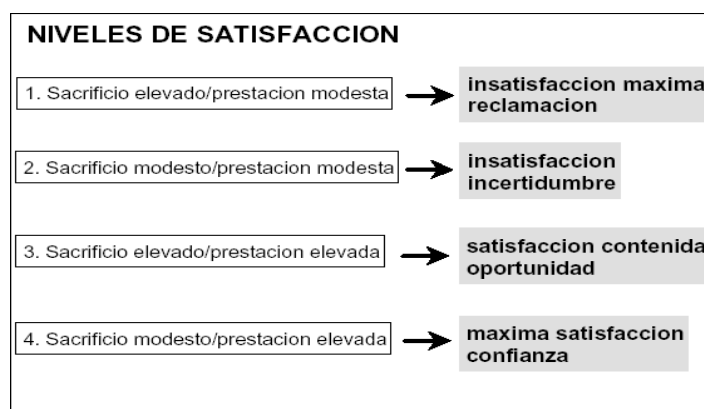 NIVELES DE SATISFACCION
1. Sacrificio elevado/prestacion modesta
insatisfaccion maxima
reclamacion
2. Sacrificio modesto/prestacion modesta
insatisfaccion
incertidumbre
3. Sacrificio elevado/prestacion elevada
satisfaccion contenida
oportunidad
4. Sacrificio modesto/prestacion elevada
maxima satisfaccion
confianza